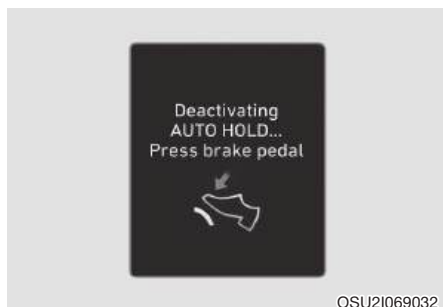 Deactivating
AUTO HOLD...
Press brake pedal
OSU2I069032